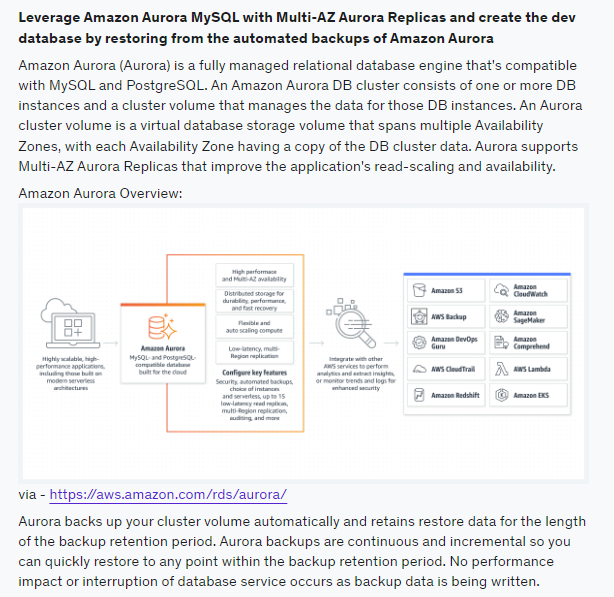 Leverage Amazon Aurora MySQL with Multi-AZ Aurora Replicas and create the dev
database by restoring from the automated backups of Amazon Aurora
Amazon Aurora (Aurora) is a fully managed relational database engine that's compatible
with MySQL and PostgreSQL. An Amazon Aurora DB cluster consists of one or more DB
instances and a cluster volume that manages the data for those DB instances. An Aurora
cluster volume is a virtual database storage volume that spans multiple Availability
Zones, with each Availability Zone having a copy of the DB cluster data. Aurora supports
Multi-AZ Aurora Replicas that improve the application's read-scaling and availability.
Amazon Aurora Overview:
Highly scalable, high-
performance applications,
including those built on
modern serverless
architectures
Amazon Aurora
MySQL- and PostgreSQL-
compatible database
built for the cloud
High performace
and Multi-AZ availability
Distributed storage for
durability, performance,
and fast recovery
Flexible and
auto scaling compute
Low-latency, multi-
Region replication
Configure key features
Security, automated backups,
choice of instances
and serverless, up to 15
low-latency read replicas,
multi-Region replication,
auditing, and more
Integrate with other
AWS services to perform
analytics and extract insights,
or monitor trends and logs for
enhanced security
Amazon S3
Amazon
CloudWatch
AWS Backup
Amazon
SageMaker
Amazon DevOps
Guru
Amazon
Comprehend
AWS CloudTrail
AWS Lambda
Amazon Redshift
Amazon EKS
via - https://aws.amazon.com/rds/aurora/
Aurora backs up your cluster volume automatically and retains restore data for the length
of the backup retention period. Aurora backups are continuous and incremental so you
can quickly restore to any point within the backup retention period. No performance
impact or interruption of database service occurs as backup data is being written.